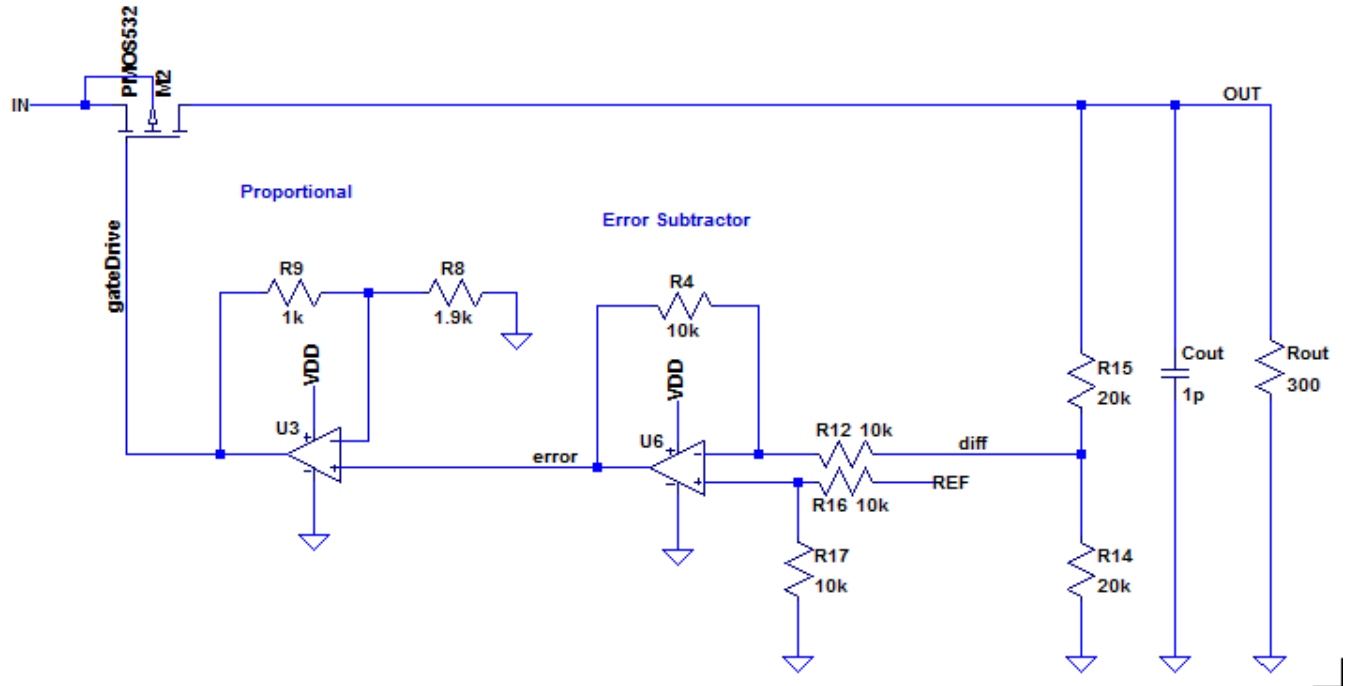 PMOS532
M2
IN
OUT
Proportional
Error Subtractor
gateDrive
R9
1k
R8
1.9k
R4
10k
VDD
VDD
Cout
1p
Rout
300
R15
20k
U3
U6
+
-
-
+
+
-
-
+
error
R12 10k
diff
REF
R16 10k
R17
10k
R14
20k